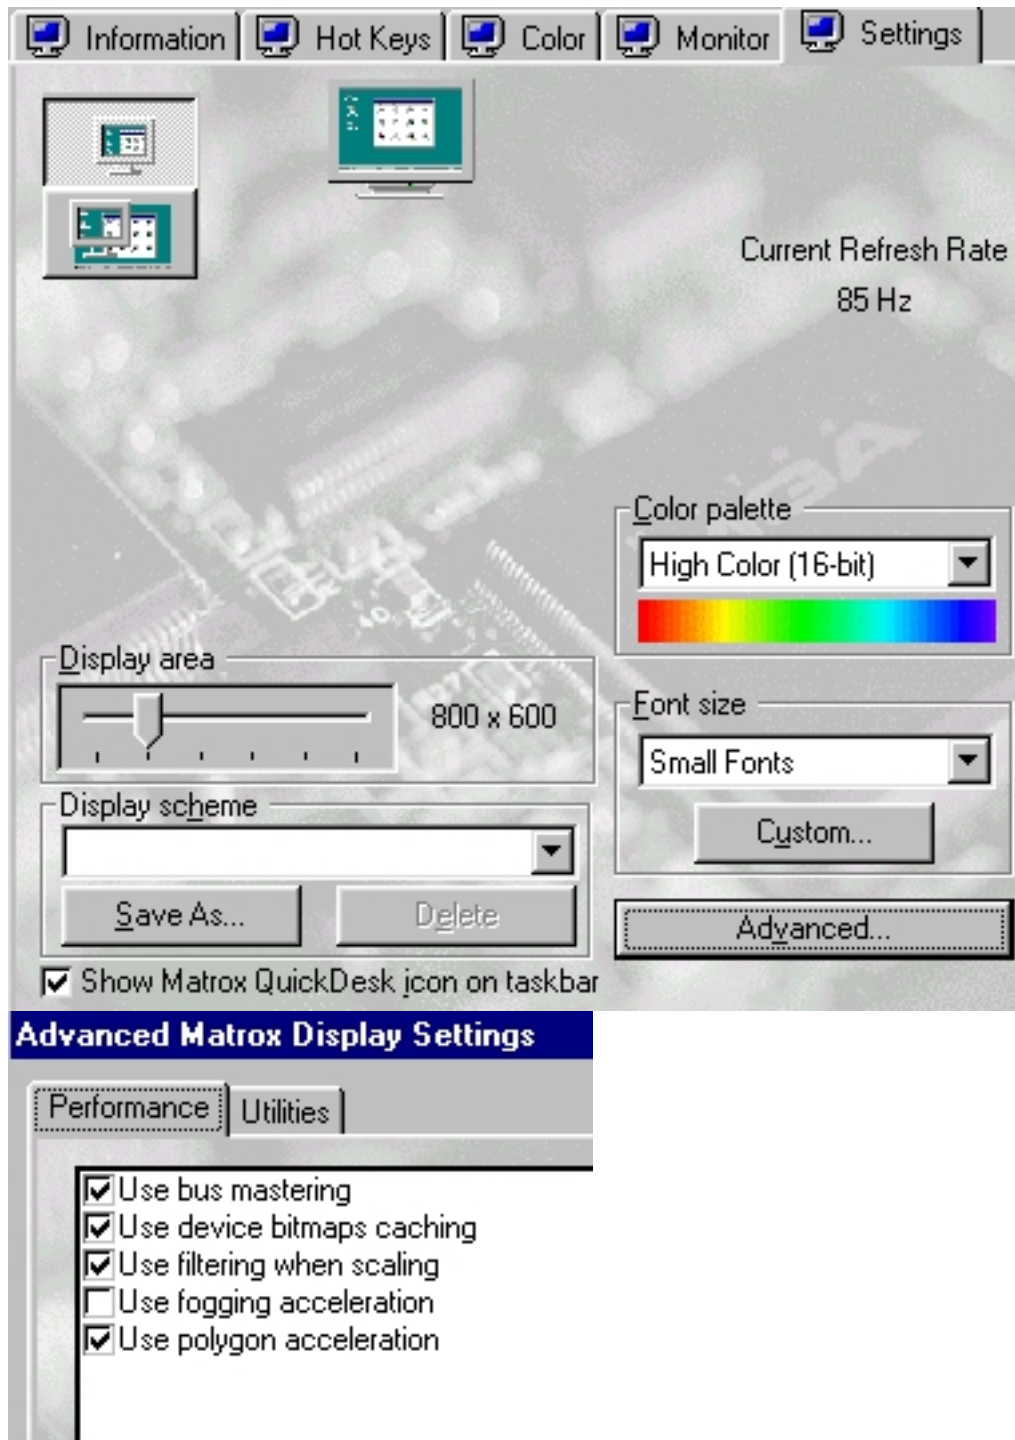 Information Hot Keys Color Monitor Settings
Current Refresh Rate
85 Hz
Color palette
High Color (16-bit)
Display area
800 x 600
Font size
Small Fonts
Custom...
Display scheme
Save As... Delete
Advanced...
Show Matrox QuickDesk icon on taskbar
Advanced Matrox Display Settings
Performance Utilities
Use bus mastering
Use device bitmaps caching
Use filtering when scaling
Use fogging acceleration
Use polygon acceleration